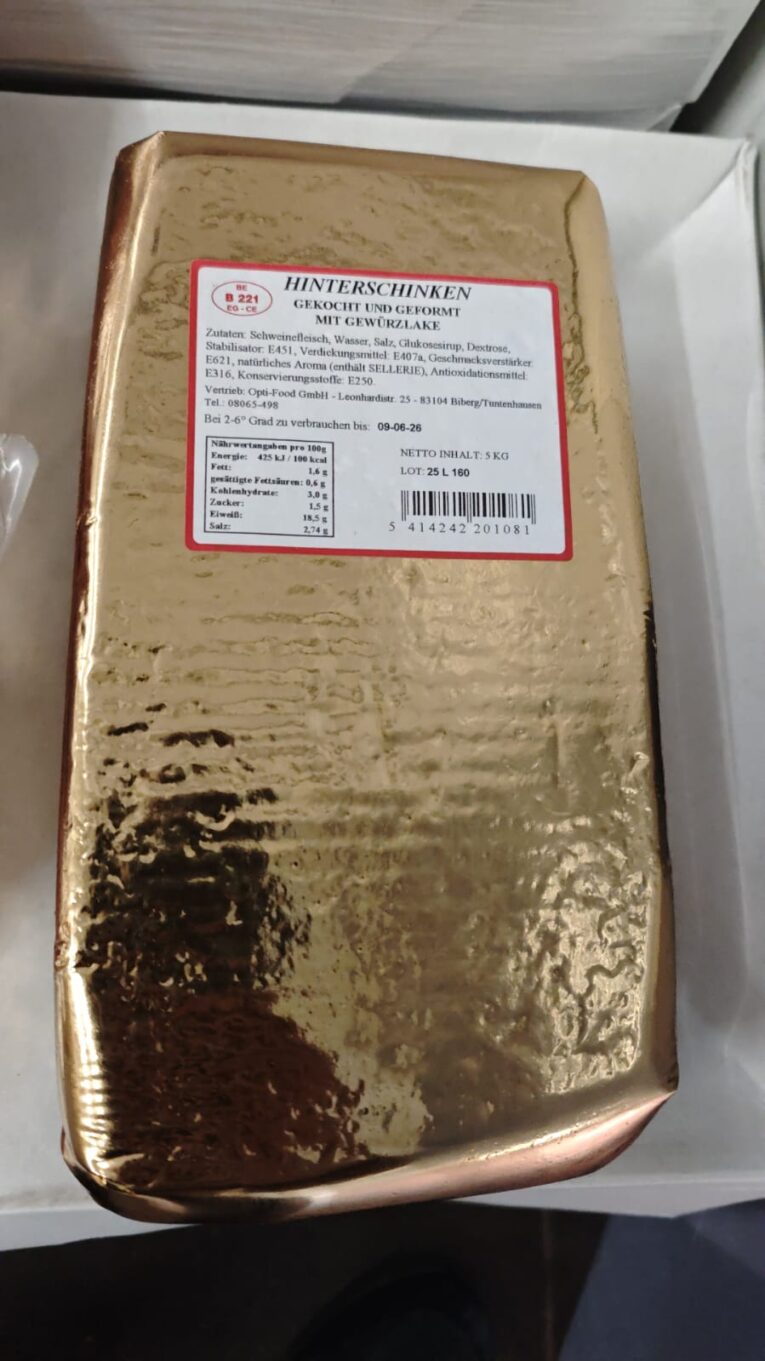 BE
B 221
EG - CE
HINTERSCHINKEN
GEKOCHT UND GEFORMT
MIT GEWÜRZLAKE
Zutaten: Schweinefleisch, Wasser, Salz, Glukosesirup, Dextrose,
Stabilisator: E451, Verdickungsmittel: E407a, Geschmacksverstärker:
E621, natürliches Aroma (enthält SELLERIE), Antioxidationsmittel:
E316, Konservierungsstoffe: E250.
Vertrieb: Opti-Food GmbH - Leonhardistr. 25 - 83104 Biberg/Tuntenhausen
Tel.: 08065-498
Bei 2-6° Grad zu verbrauchen bis: 09-06-26
Nährwertangaben pro 100g
Energie: 425 kJ / 100 kcal
Fett: 1,6 g
gesättigte Fettsäuren: 0,6 g
Kohlenhydrate: 3,0 g
Zucker: 1,5 g
Eiweiß: 18,5 g
Salz: 2,74 g
NETTO INHALT: 5 KG
LOT: 25 L 160
5 414242 201081